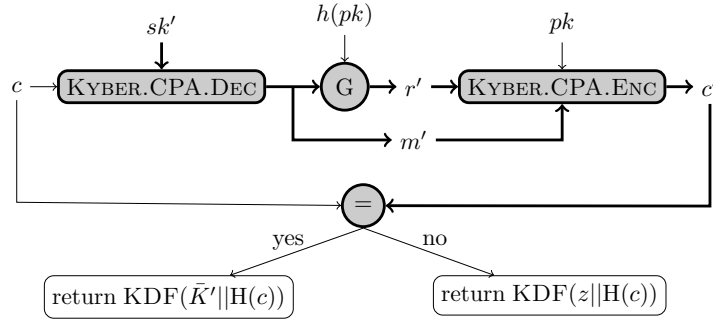 sk′ h(pk) pk
c KYBER.CPA.DEC G r′ KYBER.CPA.ENC c
m′
=
yes no
return KDF(K̄′||H(c)) return KDF(z||H(c))